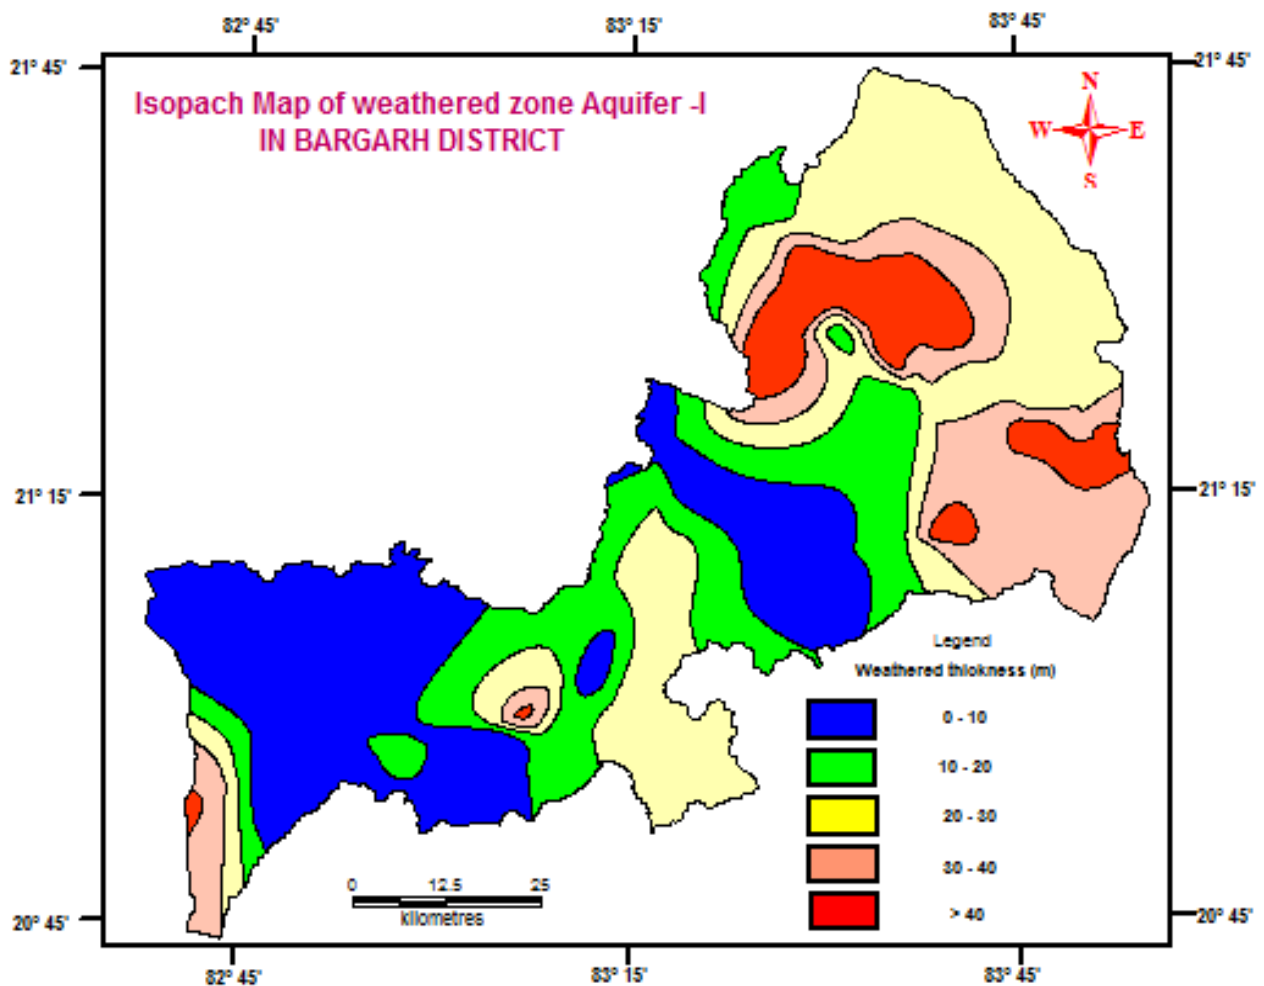 82° 45'
83° 15'
83° 45'
21° 45'
21° 45'
Isopach Map of weathered zone Aquifer -I
IN BARGARH DISTRICT
N
W
E
S
21° 15'
21° 15'
Legend
Weathered thickness (m)
0 - 10
10 - 20
20 - 30
30 - 40
> 40
0
12.5
25
kilometres
20° 45'
20° 45'
82° 45'
83° 15'
83° 45'